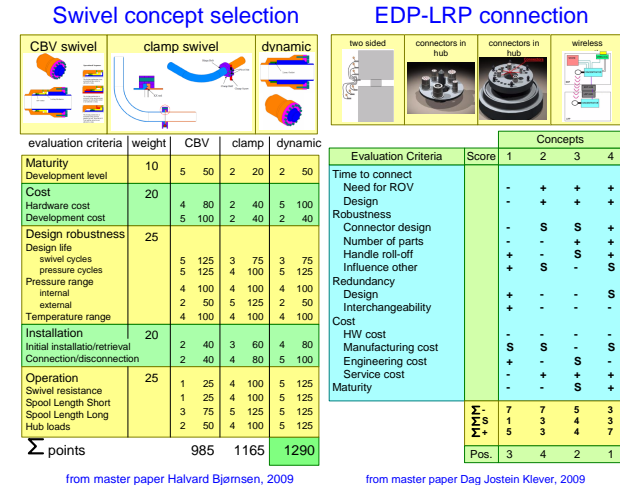 Swivel concept selection
CBV swivel clamp swivel dynamic
evaluation criteria weight CBV clamp dynamic
Maturity 10
Development level 5 50 2 20 2 50
Cost 20
Hardware cost 4 80 2 40 5 100
Development cost 5 100 2 40 2 40
Design robustness 25
Design life
swivel cycles 5 125 3 75 3 75
pressure cycles 5 125 4 100 5 125
Pressure range
internal 4 100 4 100 4 100
external 2 50 5 125 2 50
Temperature range 4 100 4 100 4 100
Installation 20
Initial installatio/retrieval 2 40 3 60 4 80
Connection/disconnection 2 40 4 80 5 100
Operation 25
Swivel resistance 1 25 4 100 5 125
Spool Length Short 1 25 4 100 5 125
Spool Length Long 3 75 5 125 5 125
Hub loads 2 50 4 100 5 125
Σ points 985 1165 1290
from master paper Halvard Bjørnsen, 2009
EDP-LRP connection
two sided connectors in hub connectors in hub wireless
Concepts
Evaluation Criteria Score 1 2 3 4
Time to connect
Need for ROV - + + +
Design - + + +
Robustness
Connector design - S S +
Number of parts - - + +
Handle roll-off + - S +
Influence other + S - S
Redundancy
Design + - - S
Interchangeability + - - -
Cost
HW cost - - - -
Manufacturing cost S S - S
Engineering cost + - S -
Service cost - + + +
Maturity - - S +
Σ- 7 7 5 3
ΣS 1 3 4 3
Σ+ 5 3 4 7
Pos. 3 4 2 1
from master paper Dag Jostein Klever, 2009